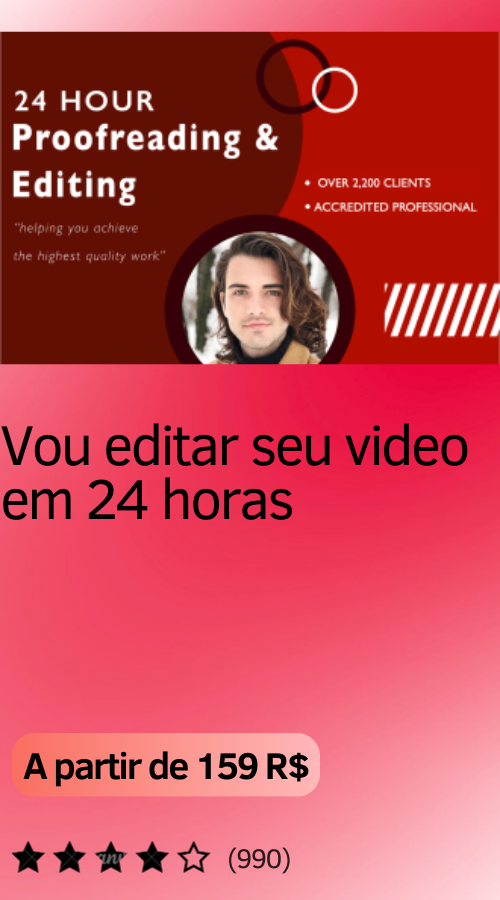 24 HOUR
Proofreading &
Editing
"helping you achieve
the highest quality work"
• OVER 2,200 CLIENTS
• ACCREDITED PROFESSIONAL
Vou editar seu video
em 24 horas
A partir de 159 R$
(990)